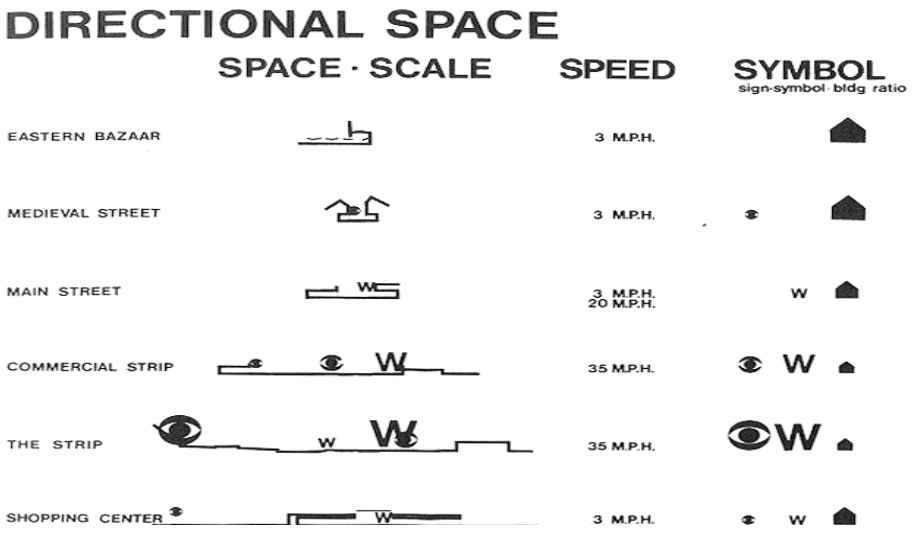 DIRECTIONAL SPACE
SPACE · SCALE SPEED SYMBOL
sign·symbol·bldg ratio
EASTERN BAZAAR 3 M.P.H.
MEDIEVAL STREET 3 M.P.H.
MAIN STREET W 3 M.P.H. W
20 M.P.H.
COMMERCIAL STRIP W 35 M.P.H. W
THE STRIP W W 35 M.P.H. W
SHOPPING CENTER W 3 M.P.H. W